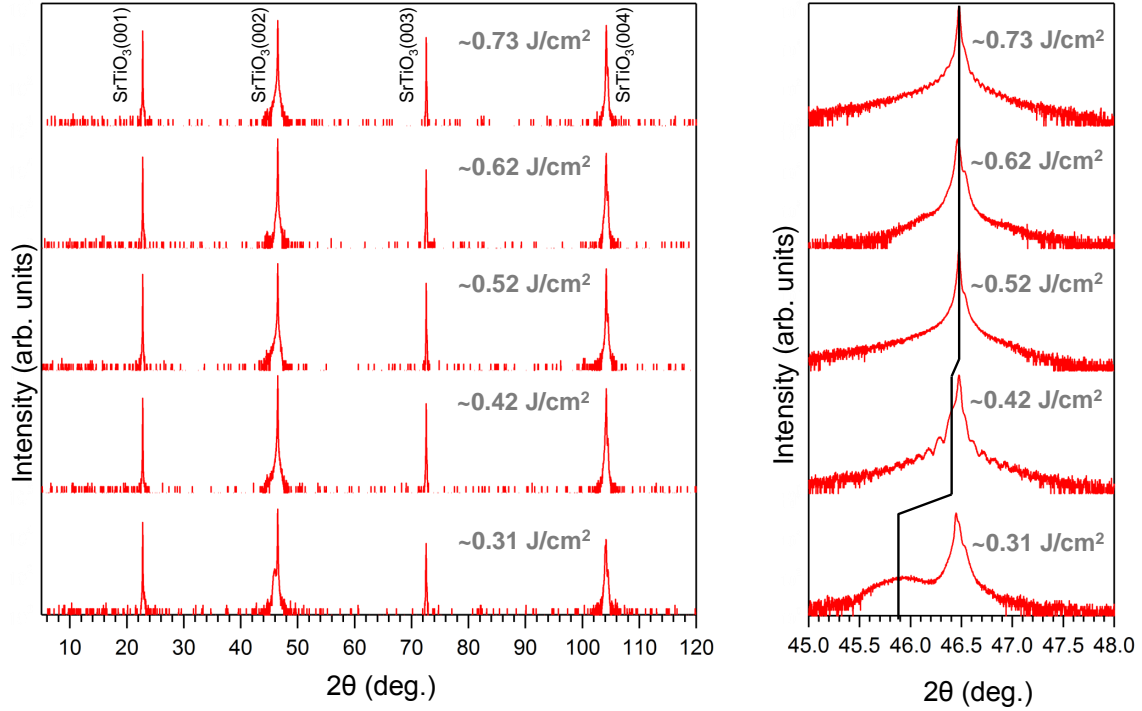 SrTiO₃(001)
SrTiO₃(002)
SrTiO₃(003)
SrTiO₃(004)
~0.73 J/cm²
~0.62 J/cm²
~0.52 J/cm²
~0.42 J/cm²
~0.31 J/cm²
Intensity (arb. units)
10 20 30 40 50 60 70 80 90 100 110 120
2θ (deg.)
~0.73 J/cm²
~0.62 J/cm²
~0.52 J/cm²
~0.42 J/cm²
~0.31 J/cm²
Intensity (arb. units)
45.0 45.5 46.0 46.5 47.0 47.5 48.0
2θ (deg.)